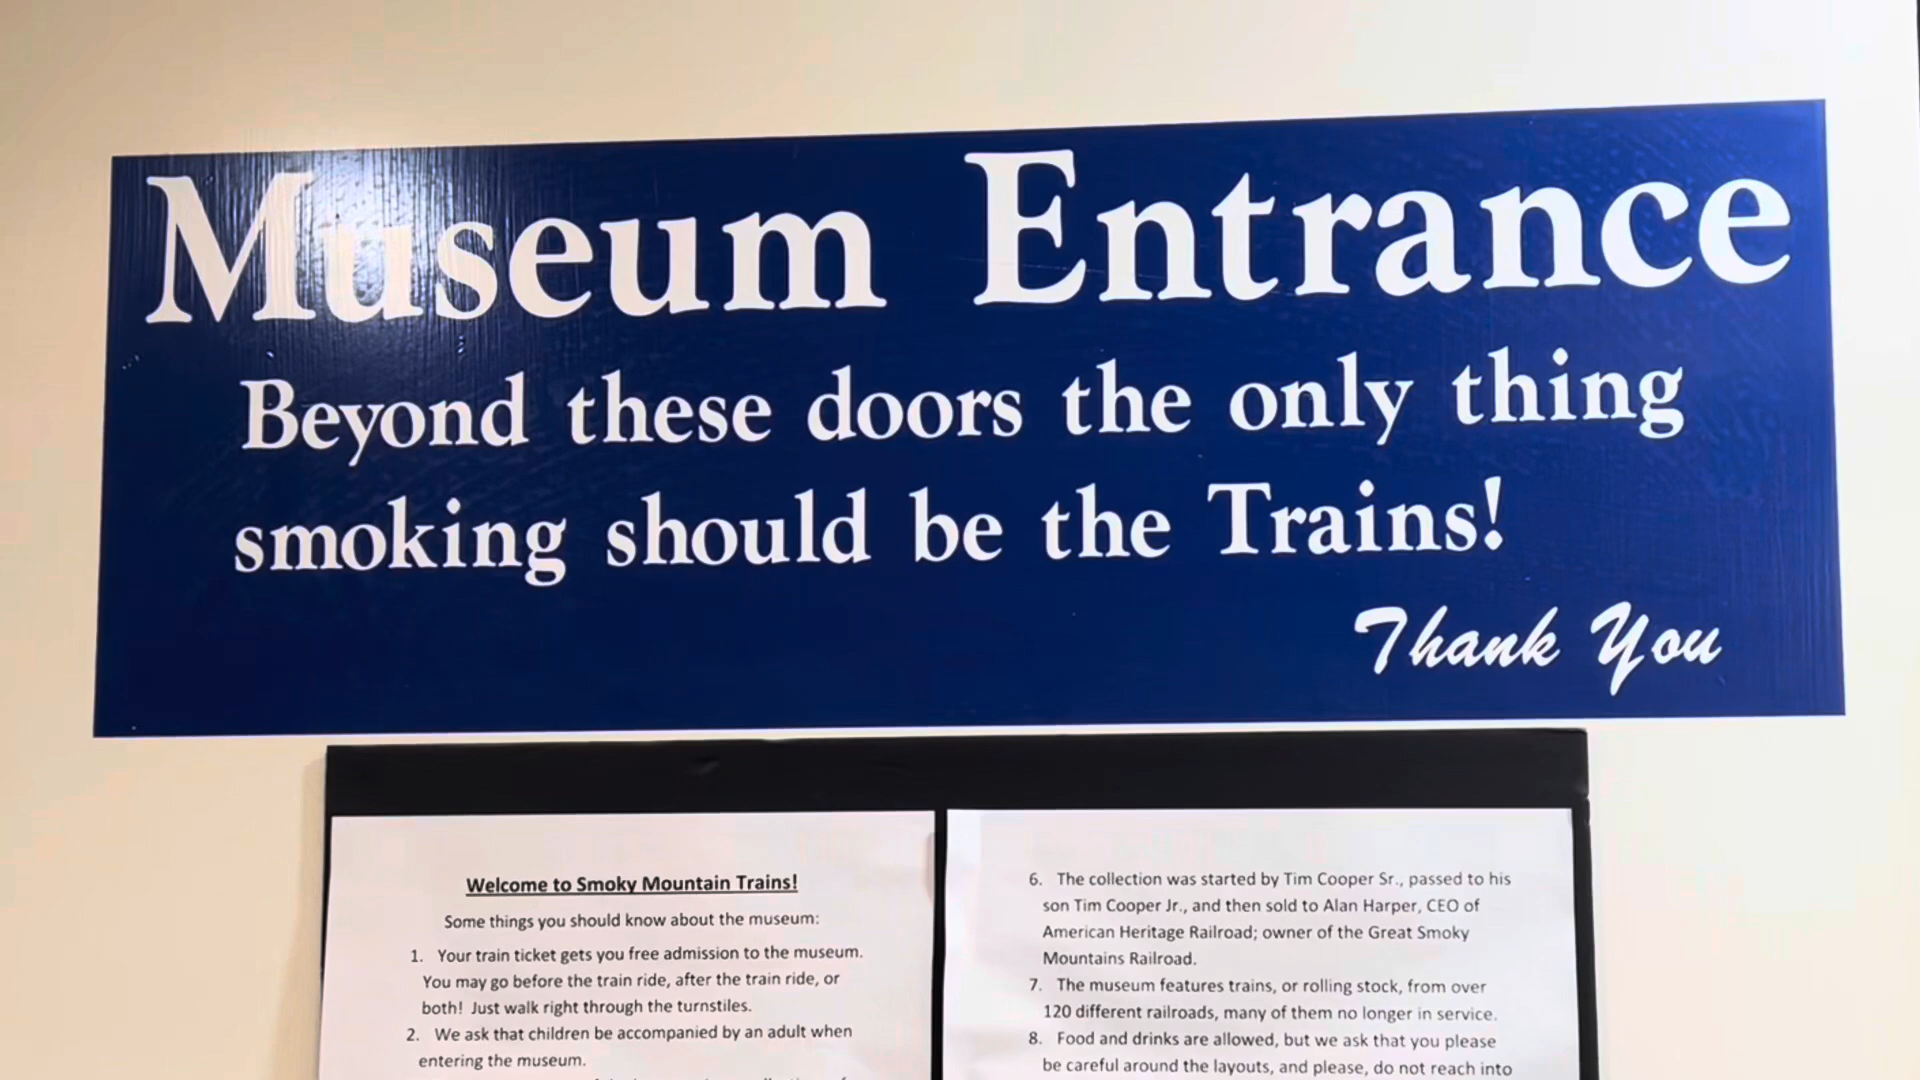 Museum Entrance
Beyond these doors the only thing
smoking should be the Trains!
Thank You
Welcome to Smoky Mountain Trains!
Some things you should know about the museum:
1. Your train ticket gets you free admission to the museum.
You may go before the train ride, after the train ride, or
both! Just walk right through the turnstiles.
2. We ask that children be accompanied by an adult when
entering the museum.
6. The collection was started by Tim Cooper Sr., passed to his
son Tim Cooper Jr., and then sold to Alan Harper, CEO of
American Heritage Railroad; owner of the Great Smoky
Mountains Railroad.
7. The museum features trains, or rolling stock, from over
120 different railroads, many of them no longer in service.
8. Food and drinks are allowed, but we ask that you please
be careful around the layouts, and please, do not reach into